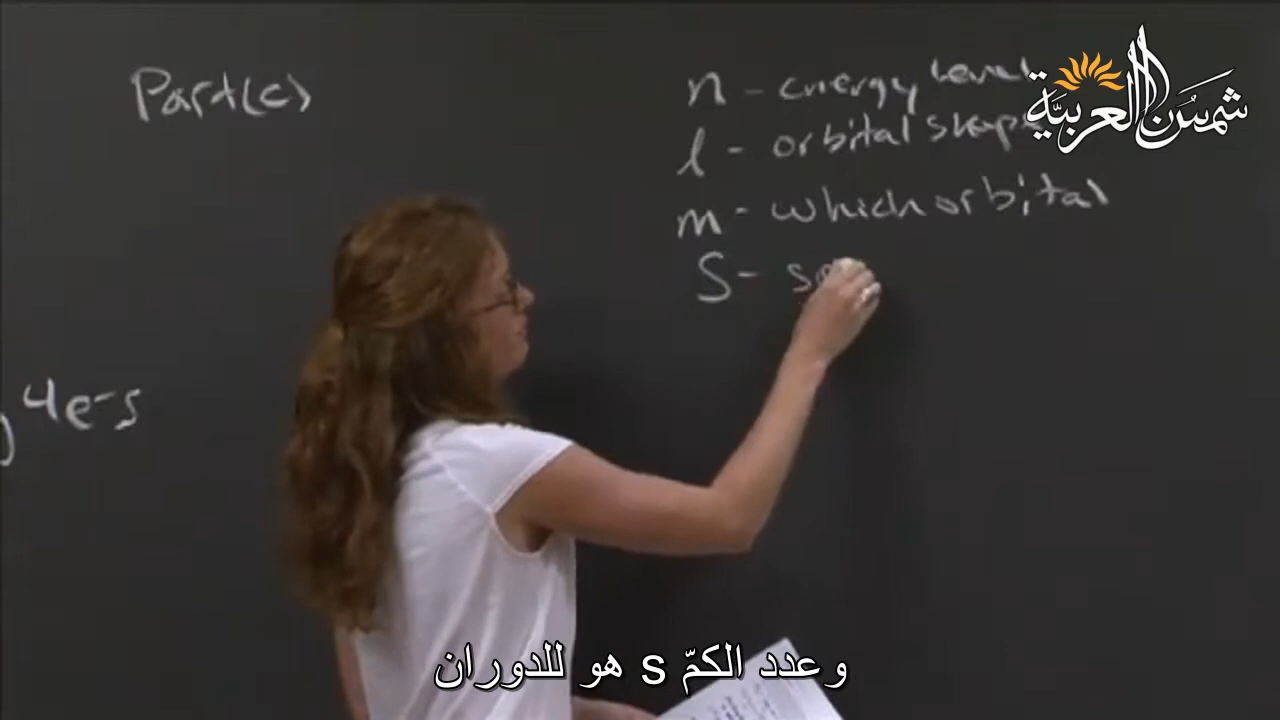 Part(c)
n - energy level
l - orbital shape
m - which orbital
S -
4e-s
شمس العربية
وعدد الكمّ s هو للدوران